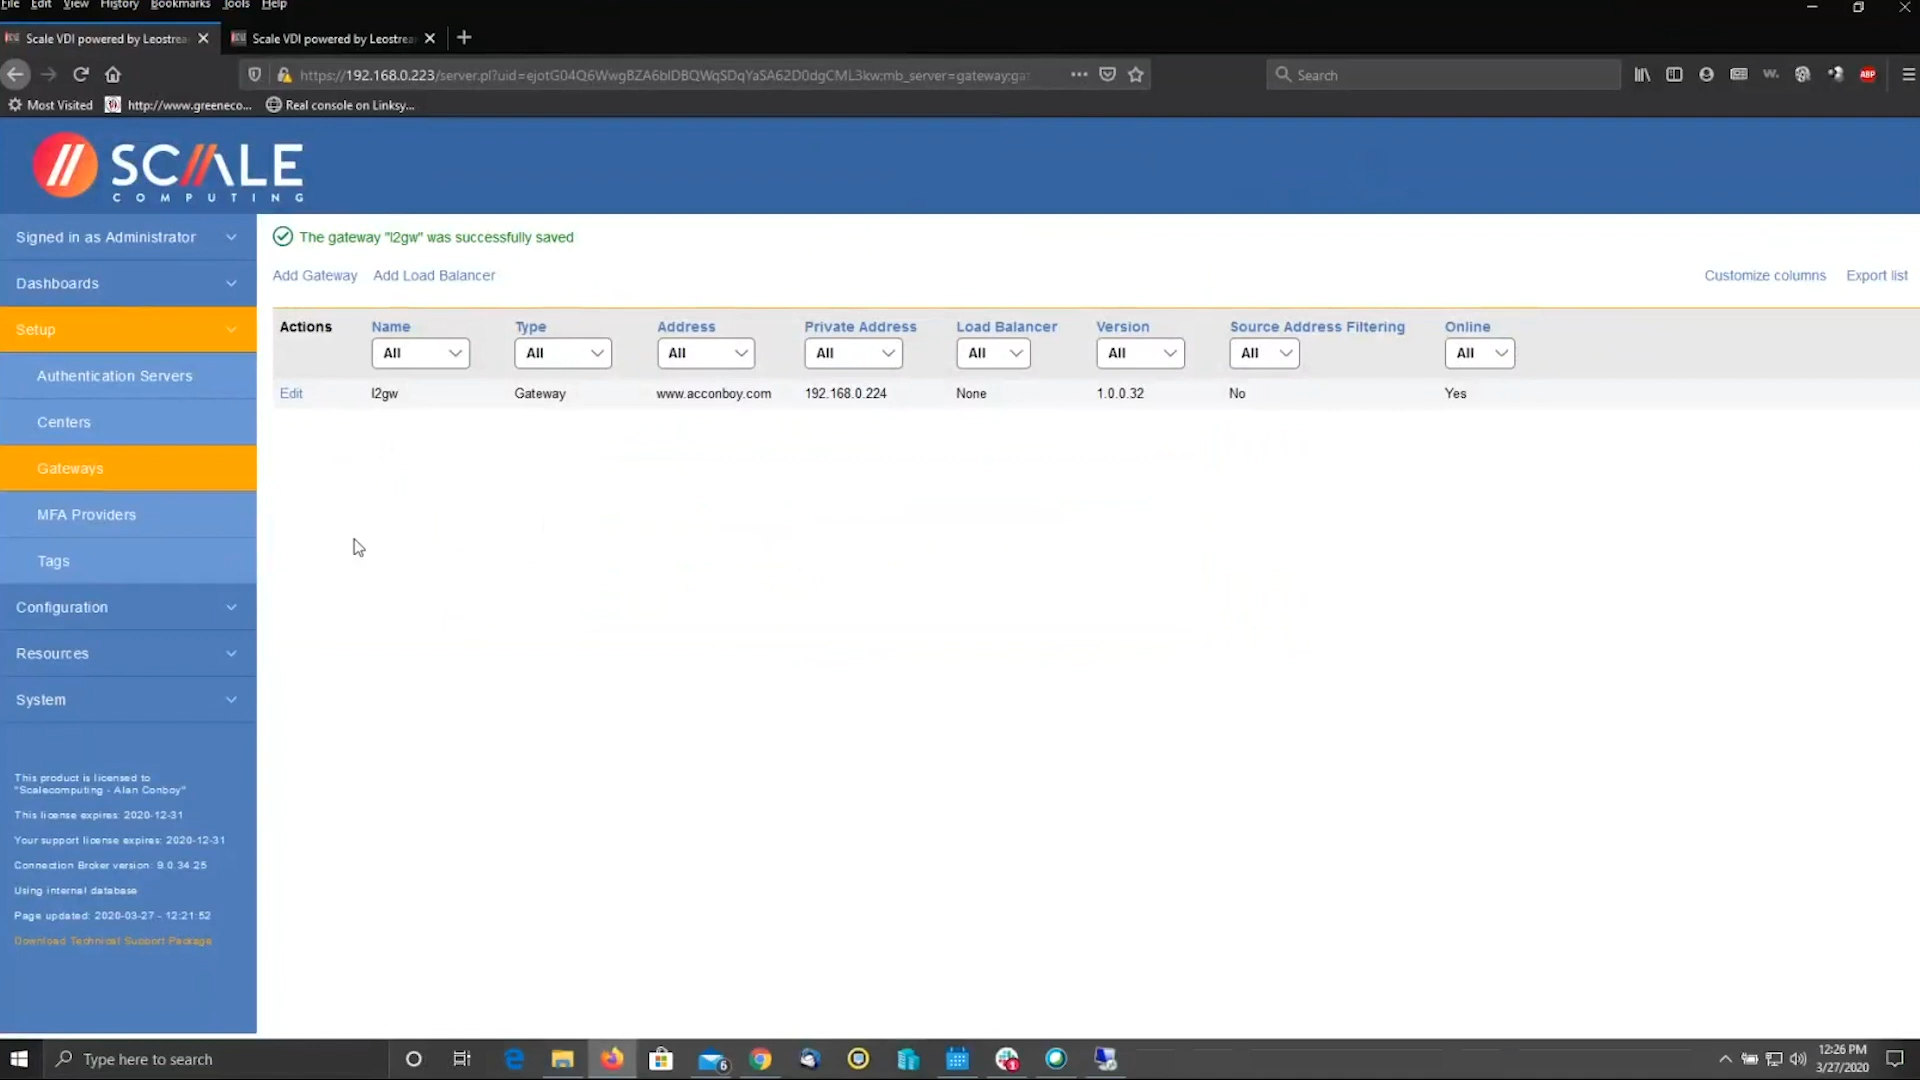 File Edit View History Bookmarks Tools Help
Scale VDI powered by Leostrea
Scale VDI powered by Leostrea
https://192.168.0.223/server.pl?uid=ejotG04Q6WwgBZA6blDBQWqSDqYaSA62D0dgCML3kw:mb_server=gateway:ga
Search
Most Visited http://www.greeneco... Real console on Linksy...
SCALE
COMPUTING
Signed in as Administrator
The gateway "l2gw" was successfully saved
Add Gateway Add Load Balancer
Customize columns Export list
Dashboards
Setup
Authentication Servers
Centers
Gateways
MFA Providers
Tags
Configuration
Resources
System
Actions Name Type Address Private Address Load Balancer Version Source Address Filtering Online
All All All All All All All All
Edit l2gw Gateway www.acconboy.com 192.168.0.224 None 1.0.0.32 No Yes
This product is licensed to
"Scalecomputing - Alan Conboy"
This license expires: 2020-12-31
Your support license expires: 2020-12-31
Connection Broker version: 9.0.34.25
Using internal database
Page updated: 2020-03-27 - 12:21:52
Download Technical Support Package
Type here to search
12:26 PM
3/27/2020